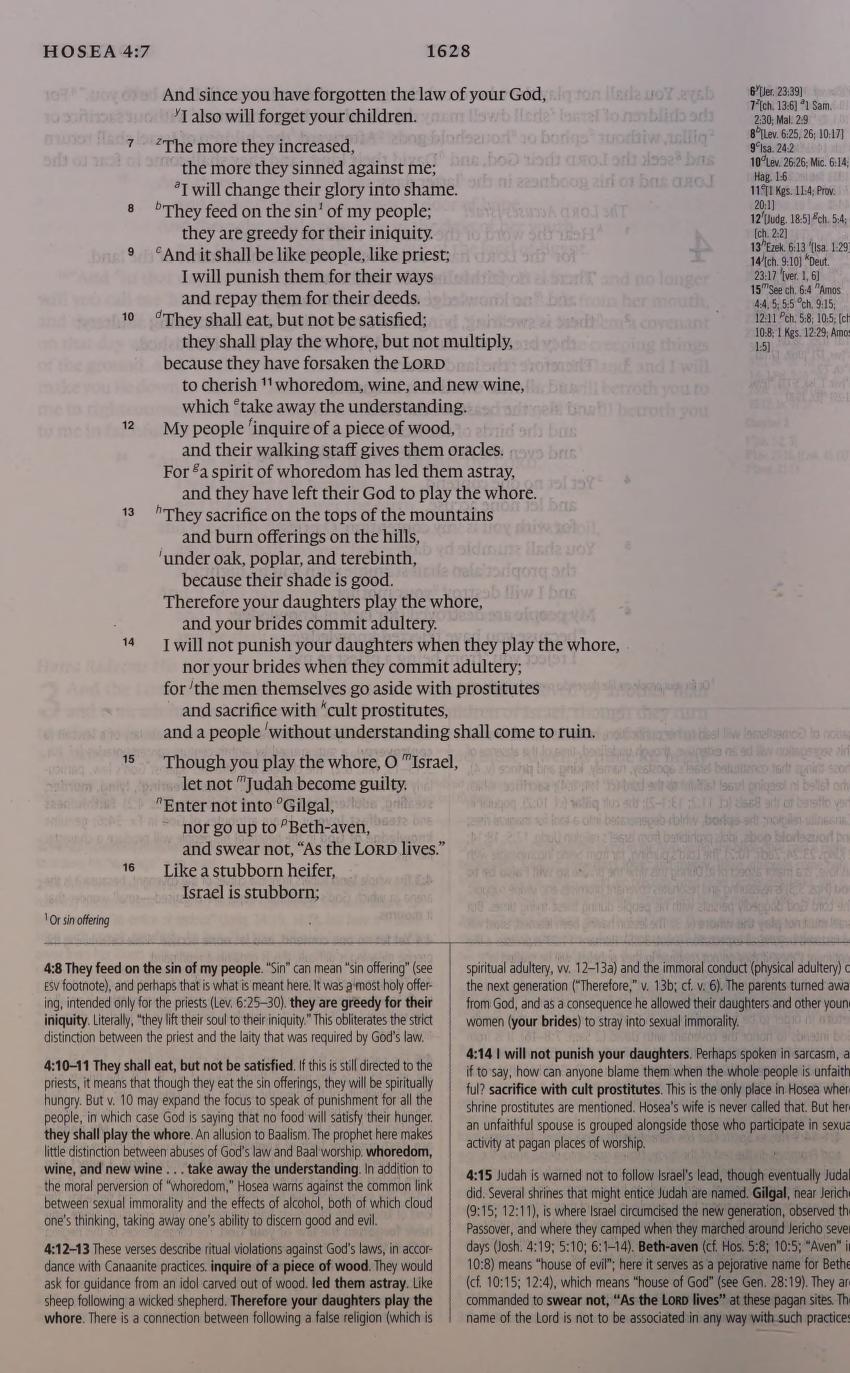 HOSEA 4:7
1628
And since you have forgotten the law of your God,
yI also will forget your children.
7 zThe more they increased,
the more they sinned against me;
aI will change their glory into shame.
8 bThey feed on the sin1 of my people;
they are greedy for their iniquity.
9 cAnd it shall be like people, like priest;
I will punish them for their ways
and repay them for their deeds.
10 dThey shall eat, but not be satisfied;
they shall play the whore, but not multiply,
because they have forsaken the LORD
to cherish 11 whoredom, wine, and new wine,
which etake away the understanding.
12 My people finquire of a piece of wood,
and their walking staff gives them oracles.
For ga spirit of whoredom has led them astray,
and they have left their God to play the whore.
13 hThey sacrifice on the tops of the mountains
and burn offerings on the hills,
iunder oak, poplar, and terebinth,
because their shade is good.
Therefore your daughters play the whore,
and your brides commit adultery.
14 I will not punish your daughters when they play the whore,
nor your brides when they commit adultery;
for jthe men themselves go aside with prostitutes
and sacrifice with kcult prostitutes,
and a people lwithout understanding shall come to ruin.
15 Though you play the whore, O mIsrael,
let not mJudah become guilty.
nEnter not into oGilgal,
nor go up to pBeth-aven,
and swear not, “As the LORD lives.”
16 Like a stubborn heifer,
Israel is stubborn;
1 Or sin offering
6y[Jer. 23:39]
7z[ch. 13:6] a1 Sam.
2:30; Mal. 2:9
8b[Lev. 6:25, 26; 10:17]
9cIsa. 24:2
10dLev. 26:26; Mic. 6:14;
Hag. 1:6
11e[1 Kgs. 11:4; Prov.
20:1]
12f[Judg. 18:5] gch. 5:4;
[ch. 2:2]
13hEzek. 6:13 i[Isa. 1:29]
14j[ch. 9:10] kDeut.
23:17 l[ver. 1, 6]
15mSee ch. 6:4 nAmos
4:4, 5; 5:5 och. 9:15;
12:11 pch. 5:8; 10:5; [ch
10:8; 1 Kgs. 12:29; Amo
1:5]
4:8 They feed on the sin of my people. “Sin” can mean “sin offering” (see
ESV footnote), and perhaps that is what is meant here. It was a most holy offer-
ing, intended only for the priests (Lev. 6:25–30). they are greedy for their
iniquity. Literally, “they lift their soul to their iniquity.” This obliterates the strict
distinction between the priest and the laity that was required by God’s law.
4:10–11 They shall eat, but not be satisfied. If this is still directed to the
priests, it means that though they eat the sin offerings, they will be spiritually
hungry. But v. 10 may expand the focus to speak of punishment for all the
people, in which case God is saying that no food will satisfy their hunger.
they shall play the whore. An allusion to Baalism. The prophet here makes
little distinction between abuses of God’s law and Baal worship. whoredom,
wine, and new wine . . . take away the understanding. In addition to
the moral perversion of “whoredom,” Hosea warns against the common link
between sexual immorality and the effects of alcohol, both of which cloud
one’s thinking, taking away one’s ability to discern good and evil.
4:12–13 These verses describe ritual violations against God’s laws, in accor-
dance with Canaanite practices. inquire of a piece of wood. They would
ask for guidance from an idol carved out of wood. led them astray. Like
sheep following a wicked shepherd. Therefore your daughters play the
whore. There is a connection between following a false religion (which is
spiritual adultery, vv. 12–13a) and the immoral conduct (physical adultery) o
the next generation (“Therefore,” v. 13b; cf. v. 6). The parents turned awa
from God, and as a consequence he allowed their daughters and other youn
women (your brides) to stray into sexual immorality.
4:14 I will not punish your daughters. Perhaps spoken in sarcasm, a
if to say, how can anyone blame them when the whole people is unfaith
ful? sacrifice with cult prostitutes. This is the only place in Hosea wher
shrine prostitutes are mentioned. Hosea’s wife is never called that. But her
an unfaithful spouse is grouped alongside those who participate in sexua
activity at pagan places of worship.
4:15 Judah is warned not to follow Israel’s lead, though eventually Judah
did. Several shrines that might entice Judah are named. Gilgal, near Jerich
(9:15; 12:11), is where Israel circumcised the new generation, observed th
Passover, and where they camped when they marched around Jericho seve
days (Josh. 4:19; 5:10; 6:1–14). Beth-aven (cf. Hos. 5:8; 10:5; “Aven” i
10:8) means “house of evil”; here it serves as a pejorative name for Bethe
(cf. 10:15; 12:4), which means “house of God” (see Gen. 28:19). They ar
commanded to swear not, “As the LORD lives” at these pagan sites. Th
name of the Lord is not to be associated in any way with such practices